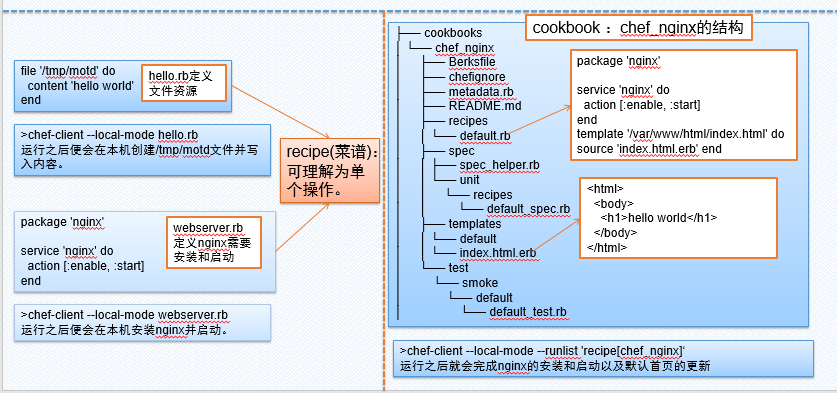 file '/tmp/motd' do
content 'hello world'
end
hello.rb定义
文件资源
>chef-client --local-mode hello.rb
运行之后便会在本机创建/tmp/motd文件并写
入内容。
recipe(菜谱):
可理解为单
个操作。
package 'nginx'
service 'nginx' do
action [:enable, :start]
end
webserver.rb
定义nginx需要
安装和启动
>chef-client --local-mode webserver.rb
运行之后便会在本机安装nginx并启动。
cookbook ：chef_nginx的结构
├── cookbooks
│ └── chef_nginx
│ ├── Berksfile
│ ├── chefignore
│ ├── metadata.rb
│ ├── README.md
│ ├── recipes
│ │ └── default.rb
│ ├── spec
│ │ ├── spec_helper.rb
│ │ └── unit
│ │ └── recipes
│ │ └── default_spec.rb
│ ├── templates
│ │ └── default
│ │ └── index.html.erb
│ └── test
│ └── smoke
│ └── default
│ └── default_test.rb
package 'nginx'
service 'nginx' do
action [:enable, :start]
end
template '/var/www/html/index.html' do
source 'index.html.erb' end
<html>
<body>
<h1>hello world</h1>
</body>
</html>
>chef-client --local-mode --runlist 'recipe[chef_nginx]'
运行之后就会完成nginx的安装和启动以及默认首页的更新